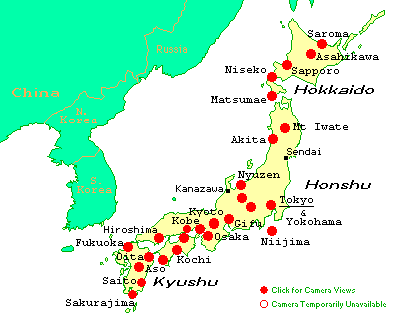 Saroma
Asahikawa
Russia
Niseko
Sapporo
China
Hokkaido
Matsumae
N.
Korea
Mt Iwate
Akita
Sendai
S.
Korea
Nyuzen
Kanazawa
Honshu
Tokyo
&
Yokohama
Kyoto
Kobe
Gifu
Hiroshima
Osaka
Niijima
Fukuoka
Oita
Kochi
Aso
Saito
Kyushu
Sakurajima
Click for Camera Views
Camera Temporarily Unavailable